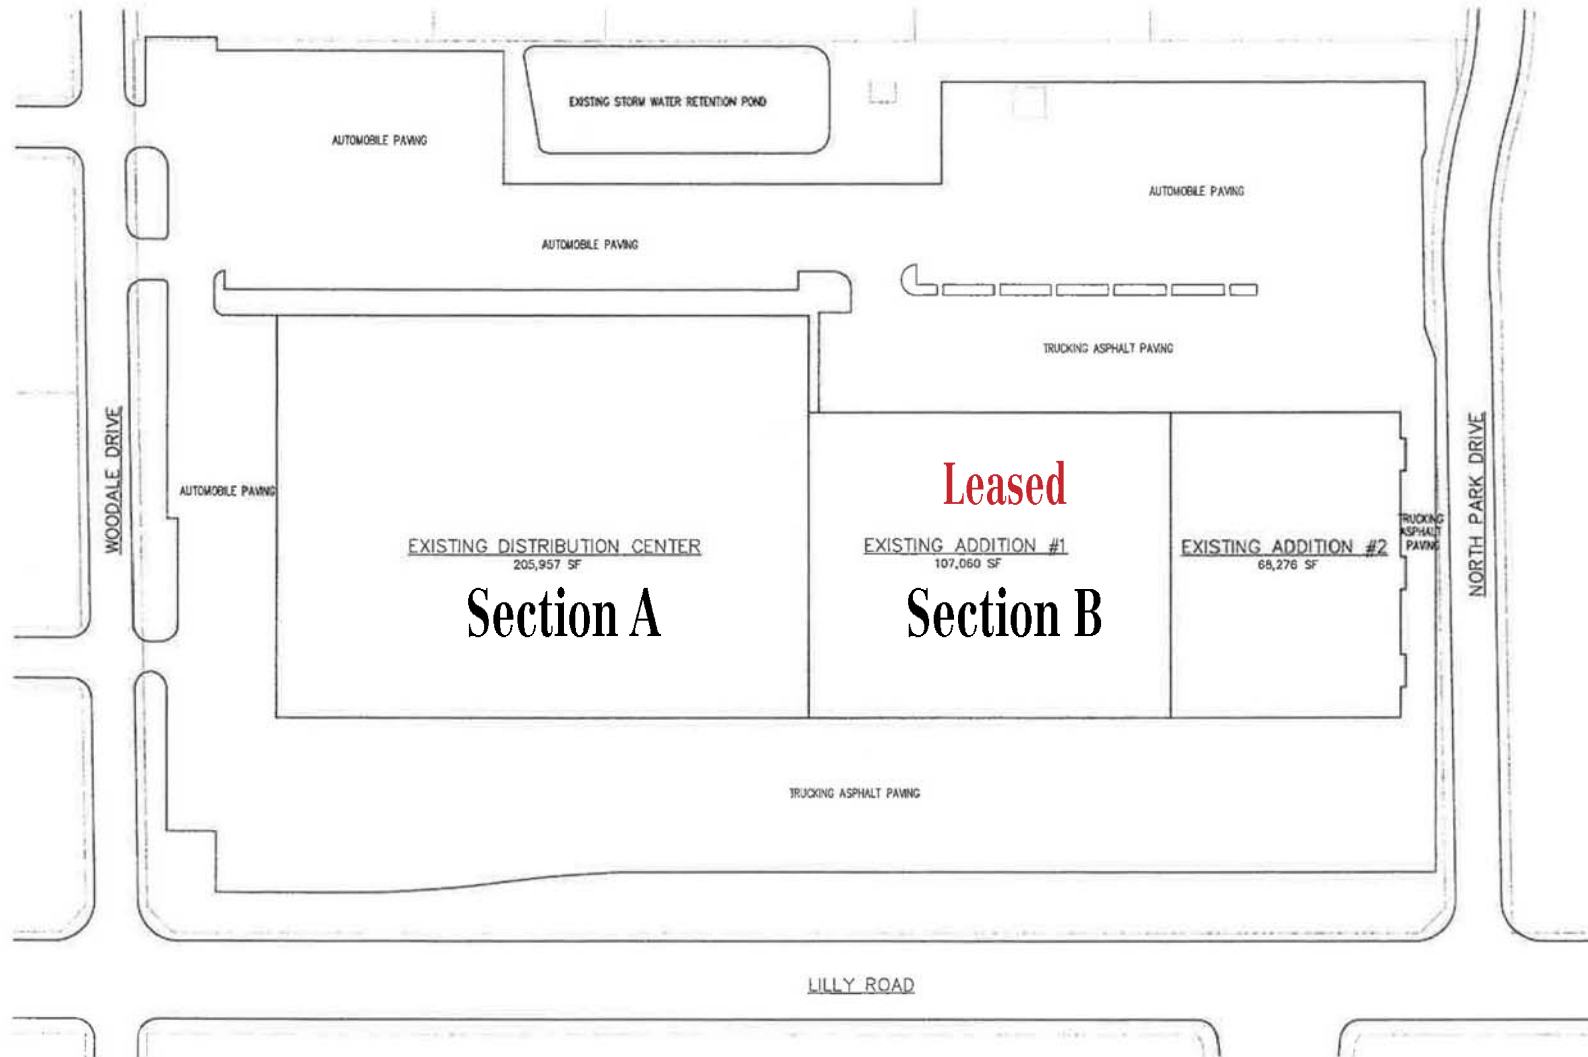 EXISTING STORM WATER RETENTION POND
AUTOMOBILE PAVING
AUTOMOBILE PAVING
AUTOMOBILE PAVING
TRUCKING ASPHALT PAVING
WOODALE DRIVE
AUTOMOBILE PAVING
EXISTING DISTRIBUTION CENTER
205,957 SF
Section A
Leased
EXISTING ADDITION #1
107,060 SF
Section B
EXISTING ADDITION #2
68,276 SF
TRUCKING
ASPHALT
PAVING
NORTH PARK DRIVE
TRUCKING ASPHALT PAVING
LILLY ROAD